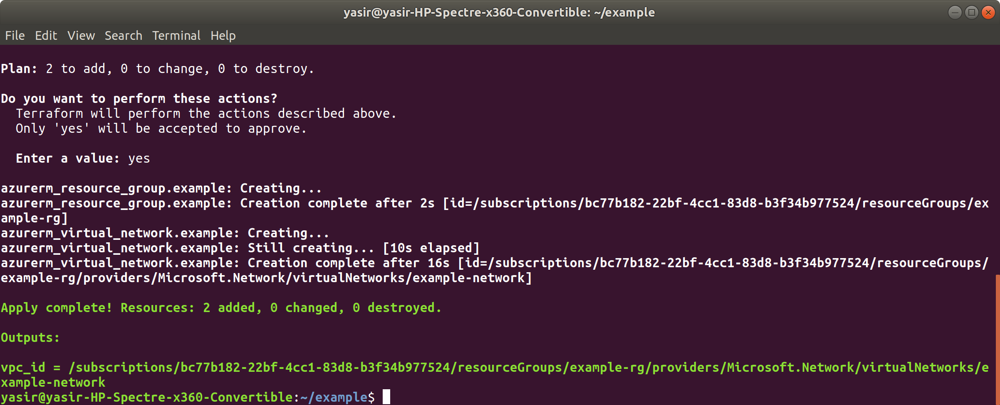 yasir@yasir-HP-Spectre-x360-Convertible: ~/example
File Edit View Search Terminal Help
Plan: 2 to add, 0 to change, 0 to destroy.
Do you want to perform these actions?
  Terraform will perform the actions described above.
  Only 'yes' will be accepted to approve.
  Enter a value: yes
azurerm_resource_group.example: Creating...
azurerm_resource_group.example: Creation complete after 2s [id=/subscriptions/bc77b182-22bf-4cc1-83d8-b3f34b977524/resourceGroups/ex
ample-rg]
azurerm_virtual_network.example: Creating...
azurerm_virtual_network.example: Still creating... [10s elapsed]
azurerm_virtual_network.example: Creation complete after 16s [id=/subscriptions/bc77b182-22bf-4cc1-83d8-b3f34b977524/resourceGroups/
example-rg/providers/Microsoft.Network/virtualNetworks/example-network]
Apply complete! Resources: 2 added, 0 changed, 0 destroyed.
Outputs:
vpc_id = /subscriptions/bc77b182-22bf-4cc1-83d8-b3f34b977524/resourceGroups/example-rg/providers/Microsoft.Network/virtualNetworks/e
xample-network
yasir@yasir-HP-Spectre-x360-Convertible:~/example$